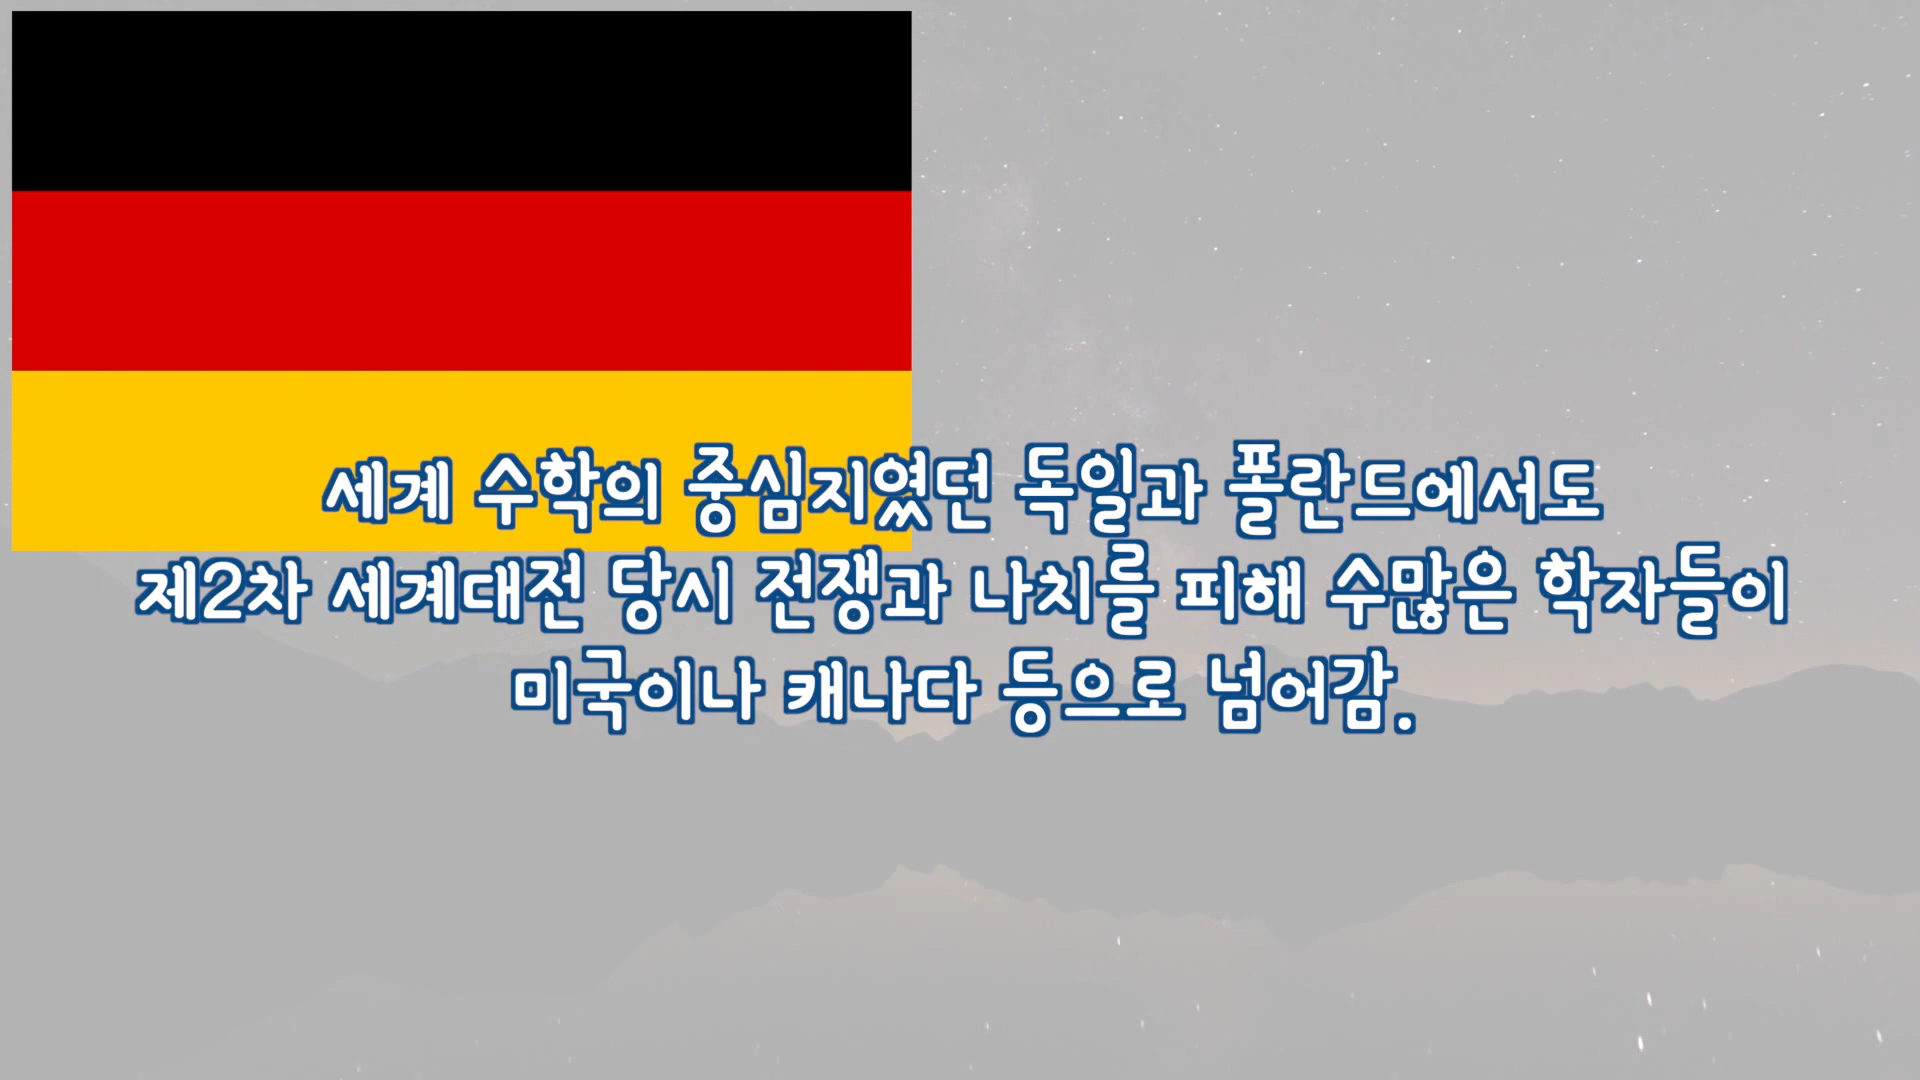 세계 수학의 중심지였던 독일과 폴란드에서도
제2차 세계대전 당시 전쟁과 나치를 피해 수많은 학자들이
미국이나 캐나다 등으로 넘어감.